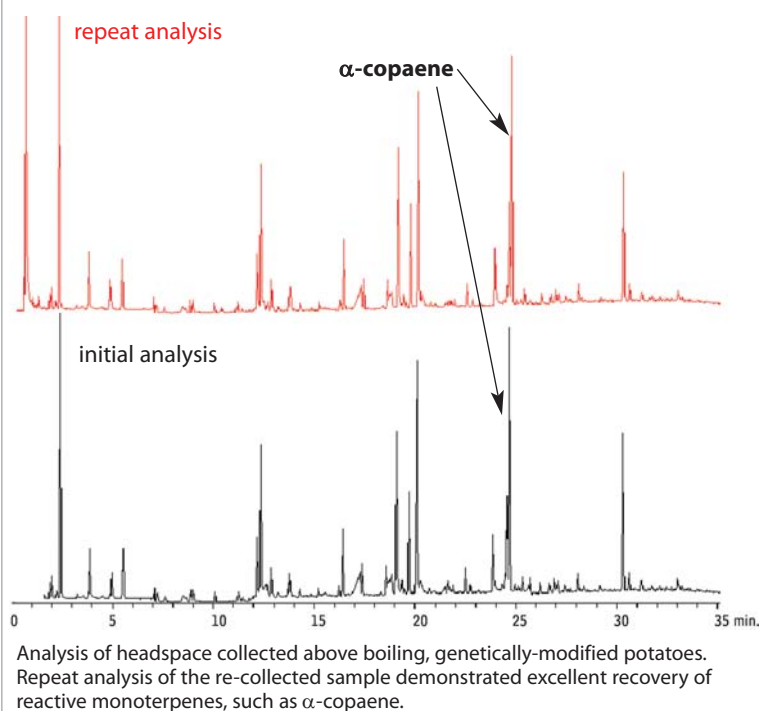 repeat analysis
α-copaene
initial analysis
0 5 10 15 20 25 30 35 min.
Analysis of headspace collected above boiling, genetically-modified potatoes.
Repeat analysis of the re-collected sample demonstrated excellent recovery of
reactive monoterpenes, such as α-copaene.